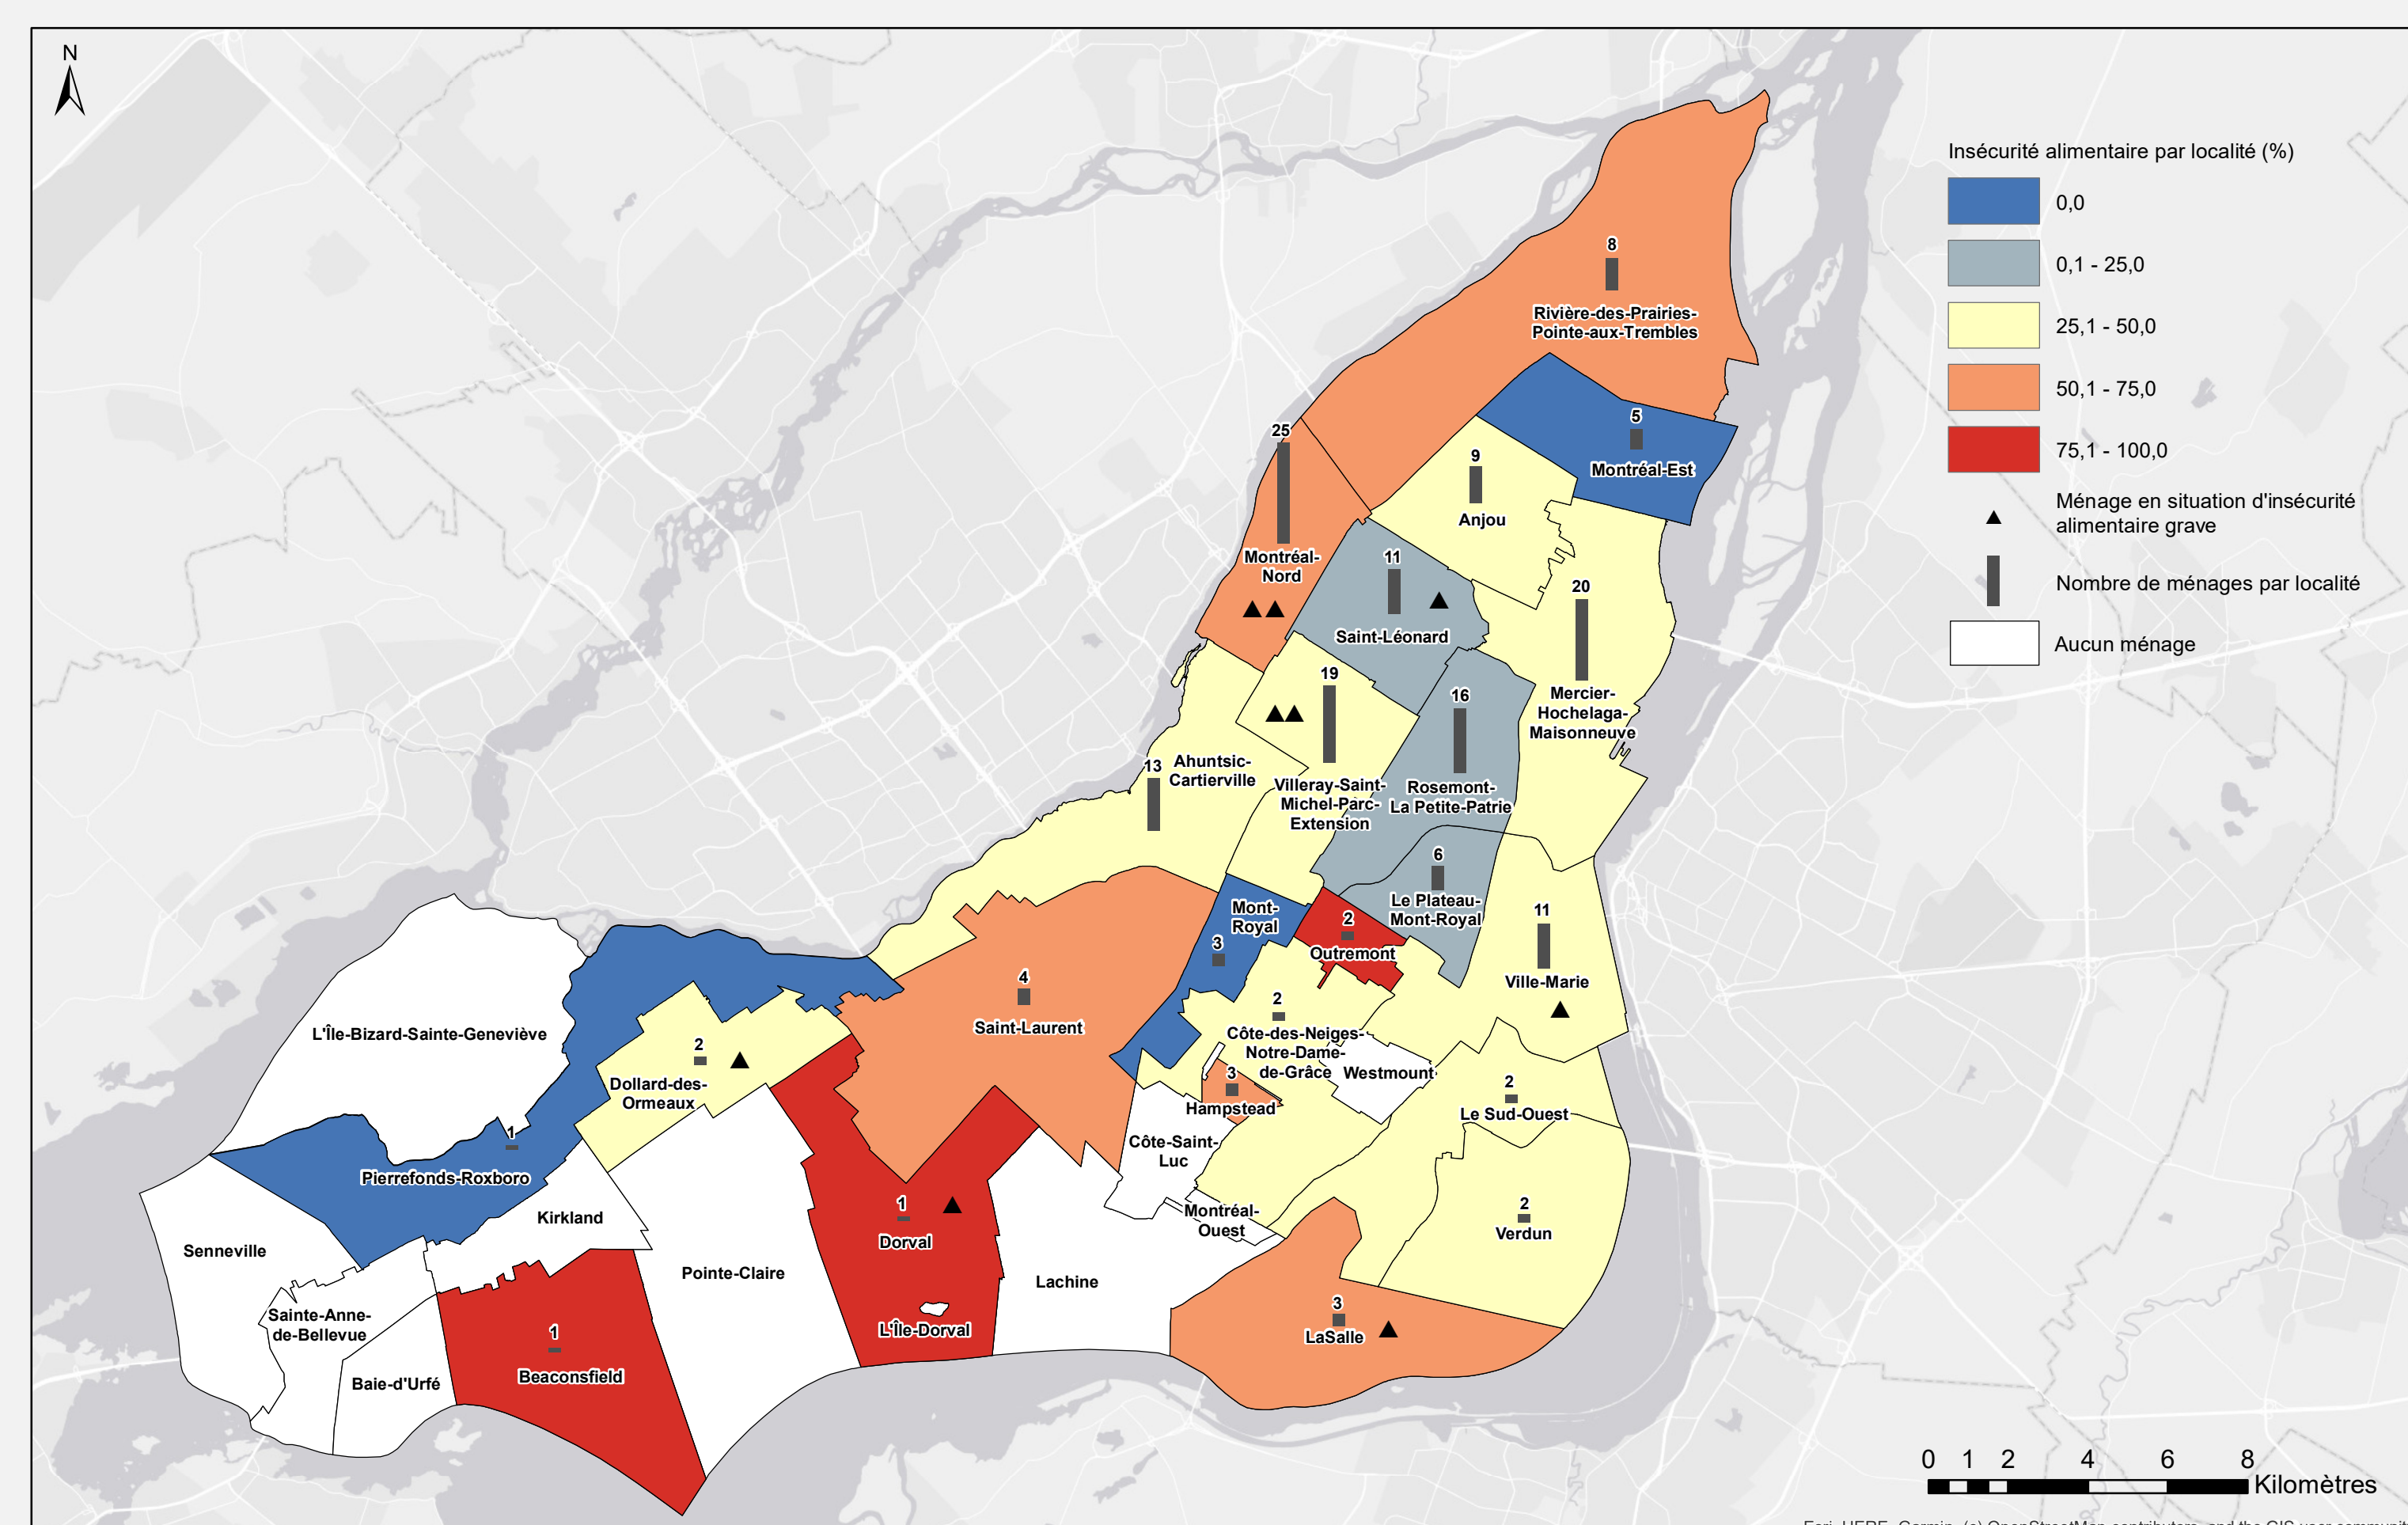 N
Insécurité alimentaire par localité (%)
0,0
0,1 - 25,0
25,1 - 50,0
50,1 - 75,0
75,1 - 100,0
Ménage en situation d'insécurité
alimentaire grave
Nombre de ménages par localité
Aucun ménage
8
Rivière-des-Prairies-
Pointe-aux-Trembles
5
Montréal-Est
25
Montréal-
Nord
9
Anjou
11
Saint-Léonard
20
Mercier-
Hochelaga-
Maisonneuve
19
Villeray-Saint-
Michel-Parc-
Extension
16
Rosemont-
La Petite-Patrie
13
Ahuntsic-
Cartierville
6
Le Plateau-
Mont-Royal
Mont-
Royal
3
2
Outremont
11
Ville-Marie
4
Saint-Laurent
2
Côte-des-Neiges-
Notre-Dame-
de-Grâce
Westmount
3
Hampstead
2
Le Sud-Ouest
Côte-Saint-
Luc
Montréal-
Ouest
2
Verdun
L'Île-Bizard-Sainte-Geneviève
2
Dollard-des-
Ormeaux
1
Pierrefonds-Roxboro
Kirkland
Senneville
1
Dorval
Pointe-Claire
Lachine
L'Île-Dorval
Sainte-Anne-
de-Bellevue
Baie-d'Urfé
1
Beaconsfield
3
LaSalle
0 1 2 4 6 8
Kilomètres